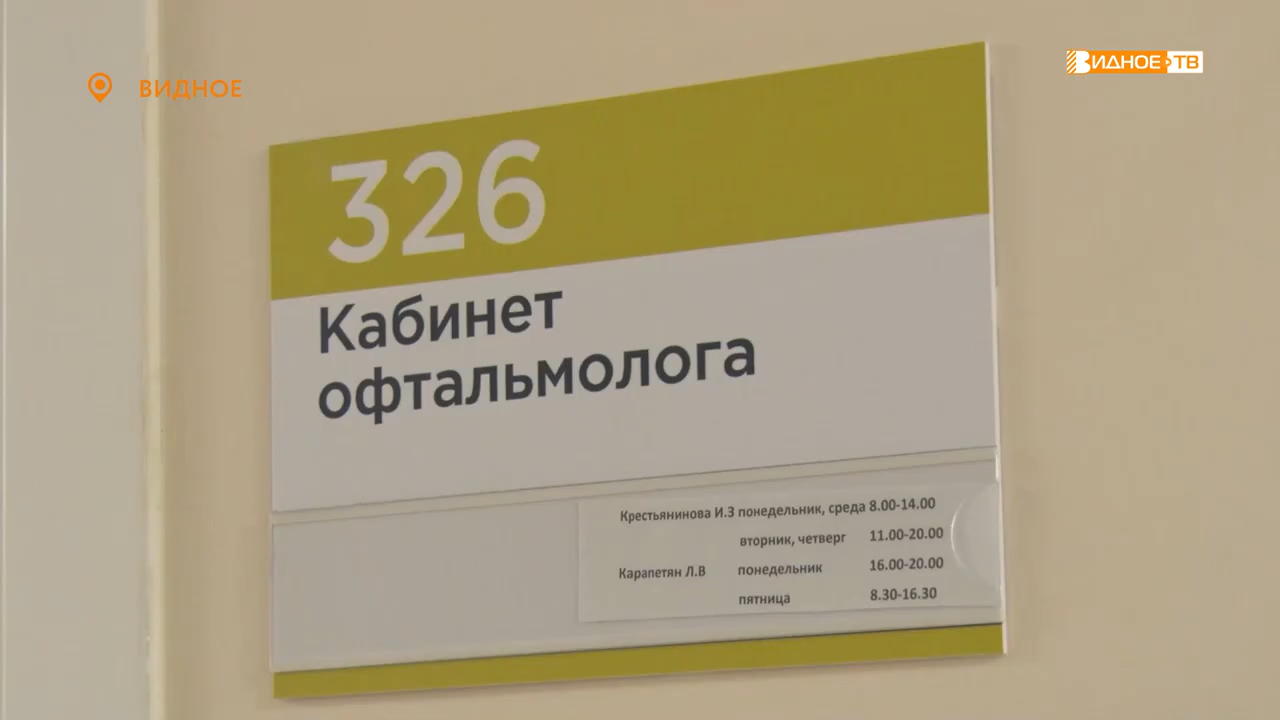 ВИДНОЕ
ВИДНОЕ ТВ
326
Кабинет
офтальмолога
Крестьянинова И.З понедельник, среда 8.00-14.00
вторник, четверг 11.00-20.00
Карапетян Л.В понедельник 16.00-20.00
пятница 8.30-16.30